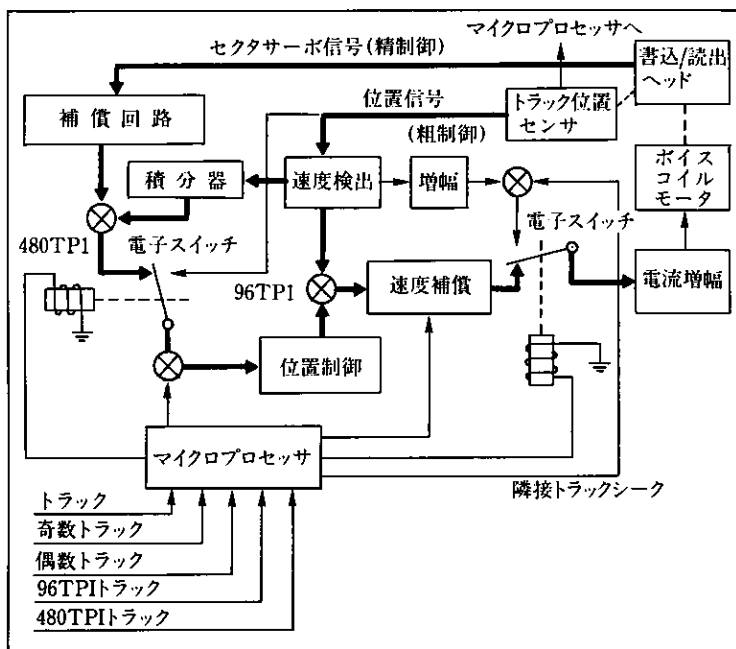 マイクロプロセッサへ
セクタサーボ信号(精制御)
書込/読出
ヘッド
位置信号
(粗制御)
トラック位置
センサ
補償回路
ボイス
コイル
モータ
積分器
速度検出
増幅
480TPI
電子スイッチ
電子スイッチ
96TPI
速度補償
電流増幅
位置制御
マイクロプロセッサ
隣接トラックシーク
トラック
奇数トラック
偶数トラック
96TPIトラック
480TPIトラック